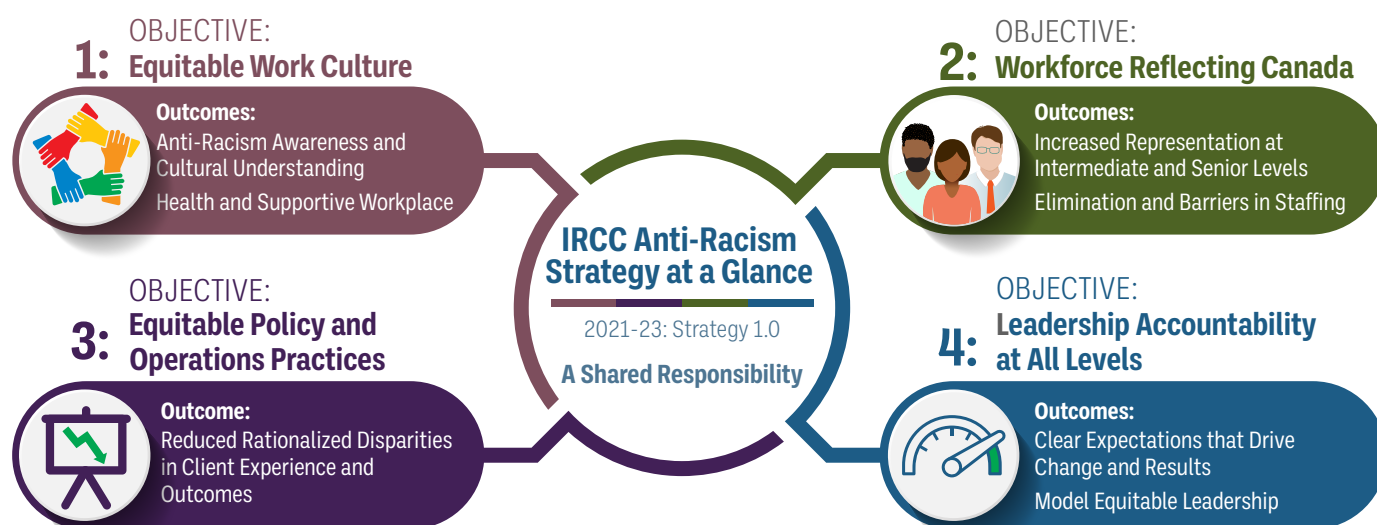 1:
OBJECTIVE:
Equitable Work Culture
Outcomes:
Anti-Racism Awareness and
Cultural Understanding
Health and Supportive Workplace
2:
OBJECTIVE:
Workforce Reflecting Canada
Outcomes:
Increased Representation at
Intermediate and Senior Levels
Elimination and Barriers in Staffing
IRCC Anti-Racism
Strategy at a Glance
2021-23: Strategy 1.0
A Shared Responsibility
3:
OBJECTIVE:
Equitable Policy and
Operations Practices
Outcome:
Reduced Rationalized Disparities
in Client Experience and
Outcomes
4:
OBJECTIVE:
Leadership Accountability
at All Levels
Outcomes:
Clear Expectations that Drive
Change and Results
Model Equitable Leadership